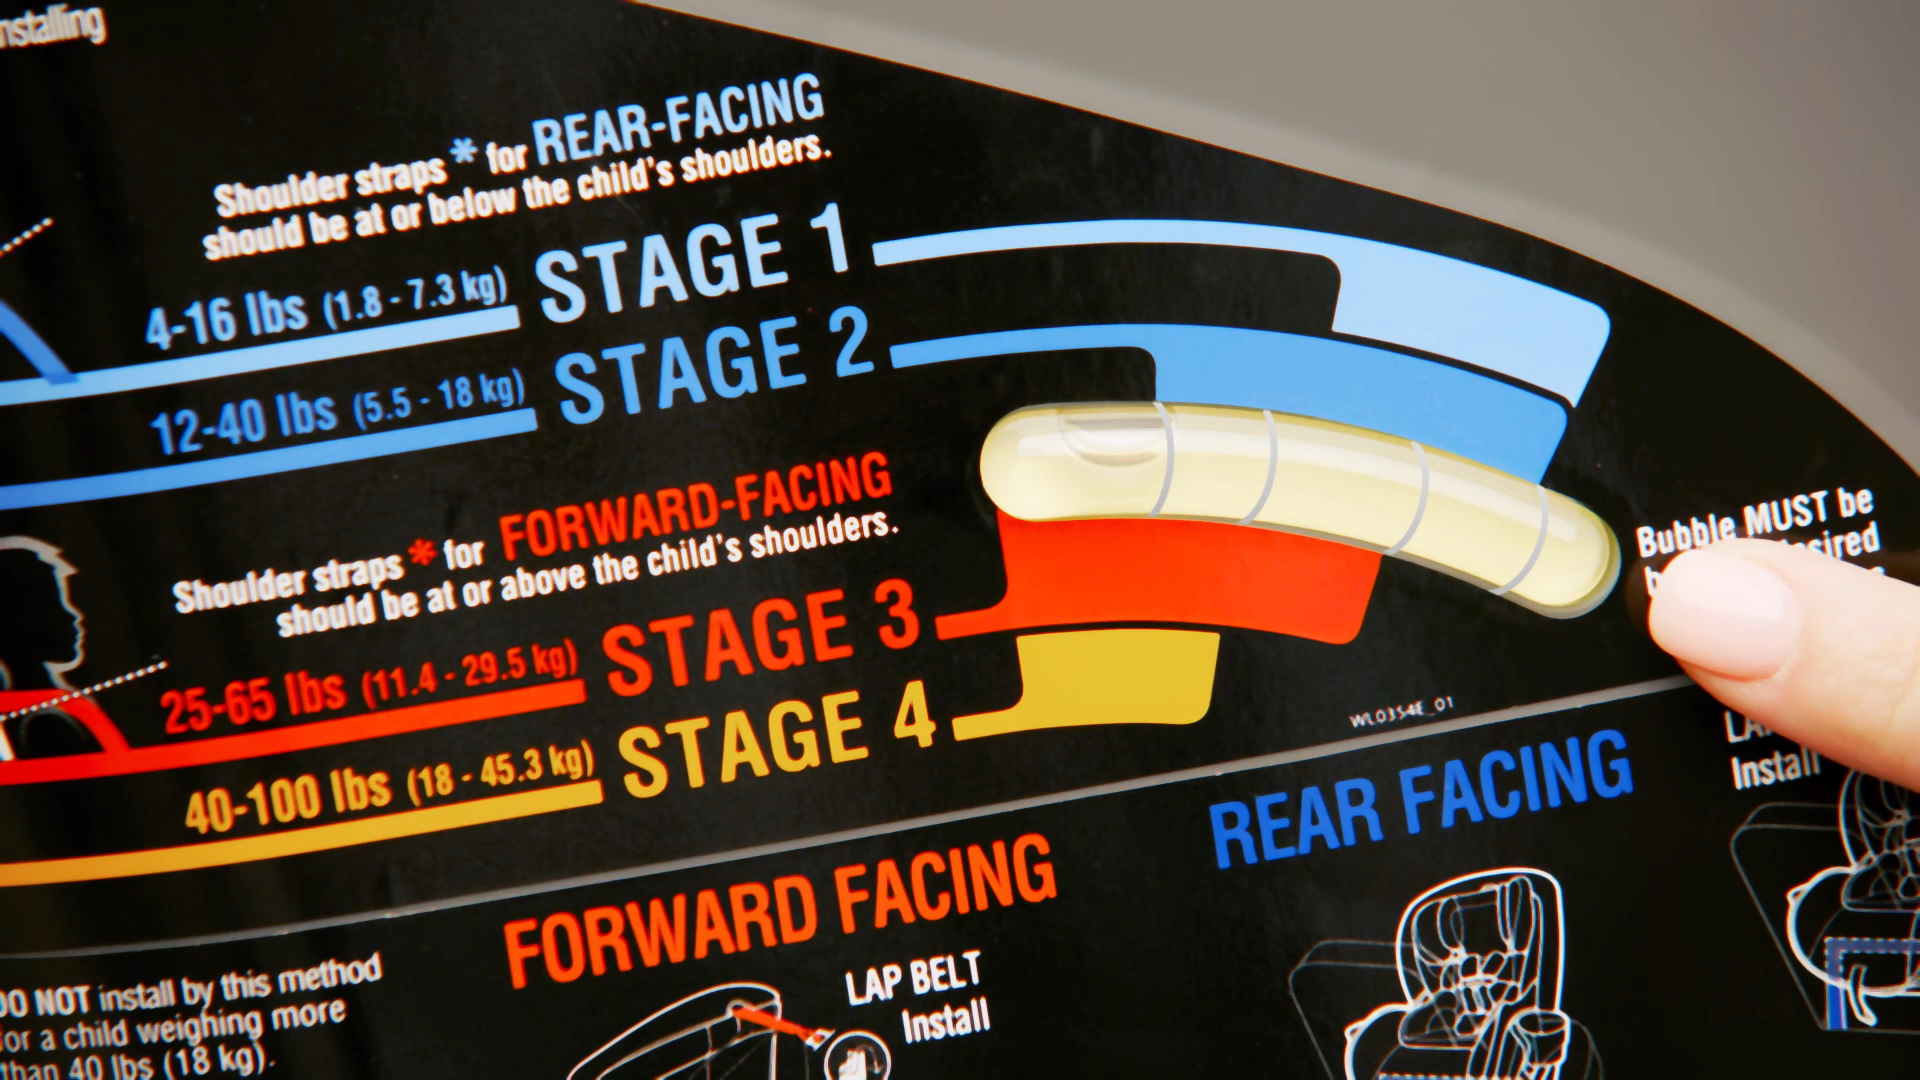 nstalling
Shoulder straps * for REAR-FACING
should be at or below the child's shoulders.
4-16 lbs (1.8 - 7.3 kg) STAGE 1
12-40 lbs (5.5 - 18 kg) STAGE 2
Shoulder straps * for FORWARD-FACING
should be at or above the child's shoulders.
25-65 lbs (11.4 - 29.5 kg) STAGE 3
40-100 lbs (18 - 45.3 kg) STAGE 4
Bubble MUST be
WL0354E_01
FORWARD FACING
LAP BELT
Install
REAR FACING
Install
DO NOT install by this method
for a child weighing more
than 40 lbs (18 kg).